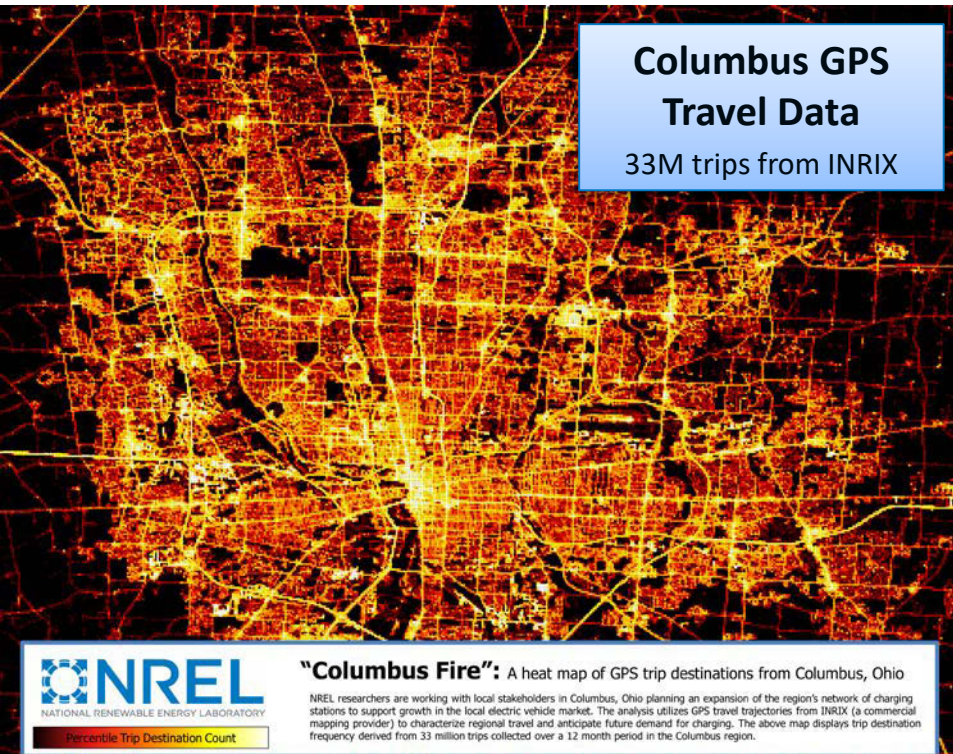 Columbus GPS
Travel Data
33M trips from INRIX
NREL
NATIONAL RENEWABLE ENERGY LABORATORY
Percentile Trip Destination Count
"Columbus Fire": A heat map of GPS trip destinations from Columbus, Ohio
NREL researchers are working with local stakeholders in Columbus, Ohio planning an expansion of the region's network of charging
stations to support growth in the local electric vehicle market. The analysis utilizes GPS travel trajectories from INRIX (a commercial
mapping provider) to characterize regional travel and anticipate future demand for charging. The above map displays trip destination
frequency derived from 33 million trips collected over a 12 month period in the Columbus region.